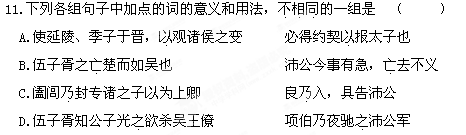 11.下列各组句子中加点的词的意义和用法，不相同的一组是 （ ）
A.使延陵、李子于晋，以观诸侯之变 必得约契以报太子也
B.伍子胥之亡楚而如吴也 沛公今事有急，亡去不义
C.阖闾乃封专诸之子以为上卿 良乃入，具告沛公
D.伍子胥知公子光之欲杀吴王僚 项伯乃夜驰之沛公军